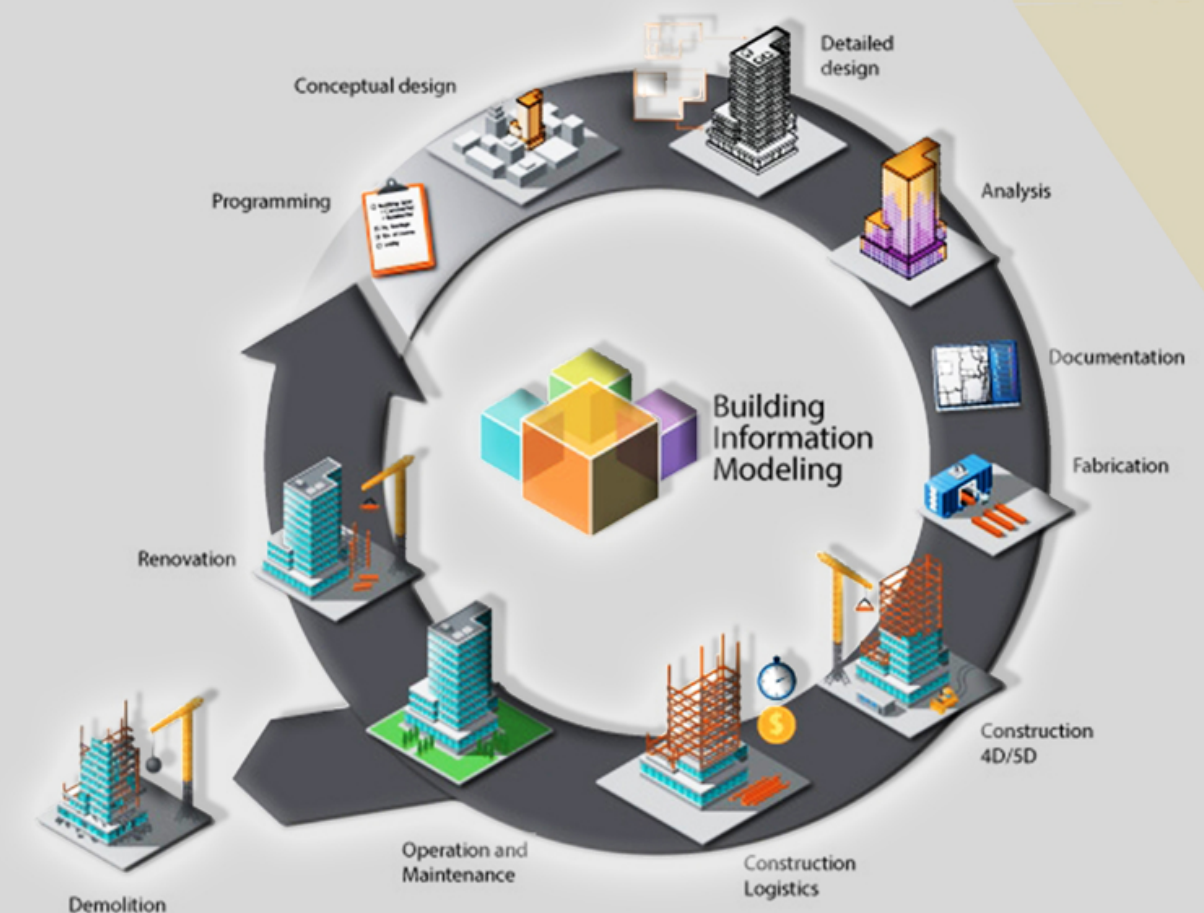 Detailed
design
Conceptual design
Analysis
Programming
Documentation
Building
Information
Modeling
Fabrication
Renovation
Construction
4D/5D
Operation and
Maintenance
Construction
Logistics
Demolition
$